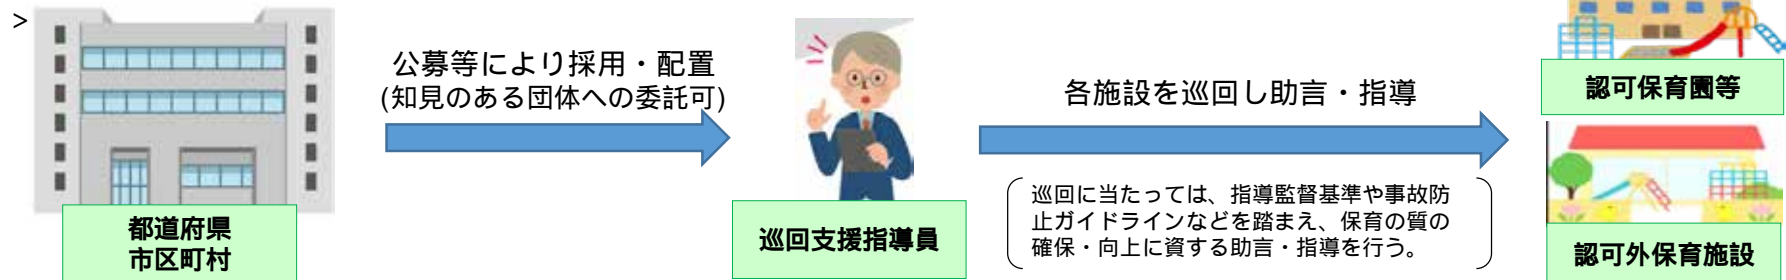 >
公募等により採用・配置
(知見のある団体への委託可)
各施設を巡回し助言・指導
認可保育園等
巡回に当たっては、指導監督基準や事故防
止ガイドラインなどを踏まえ、保育の質の
確保・向上に資する助言・指導を行う。
都道府県
市区町村
巡回支援指導員
認可外保育施設